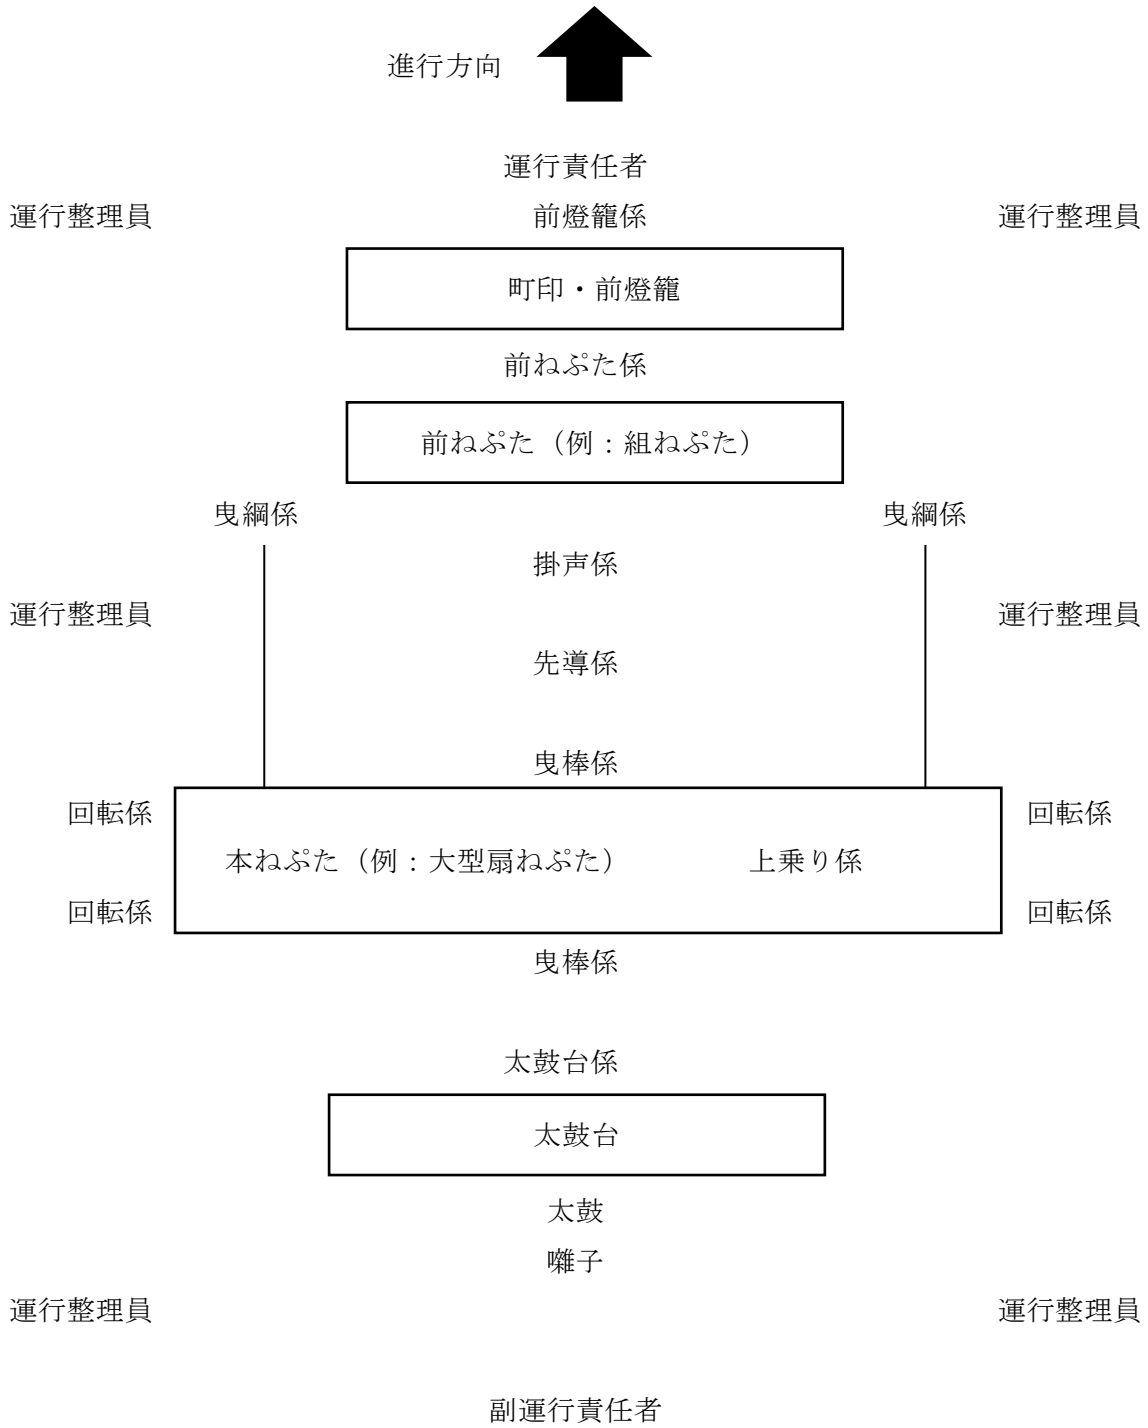 進行方向
運行責任者
運行整理員 前燈籠係 運行整理員
町印・前燈籠
前ねぷた係
前ねぷた（例：組ねぷた）
曳綱係 曳綱係
掛声係
運行整理員 運行整理員
先導係
曳棒係
回転係 回転係
本ねぷた（例：大型扇ねぷた） 上乗り係
回転係 回転係
曳棒係
太鼓台係
太鼓台
太鼓
囃子
運行整理員 運行整理員
副運行責任者